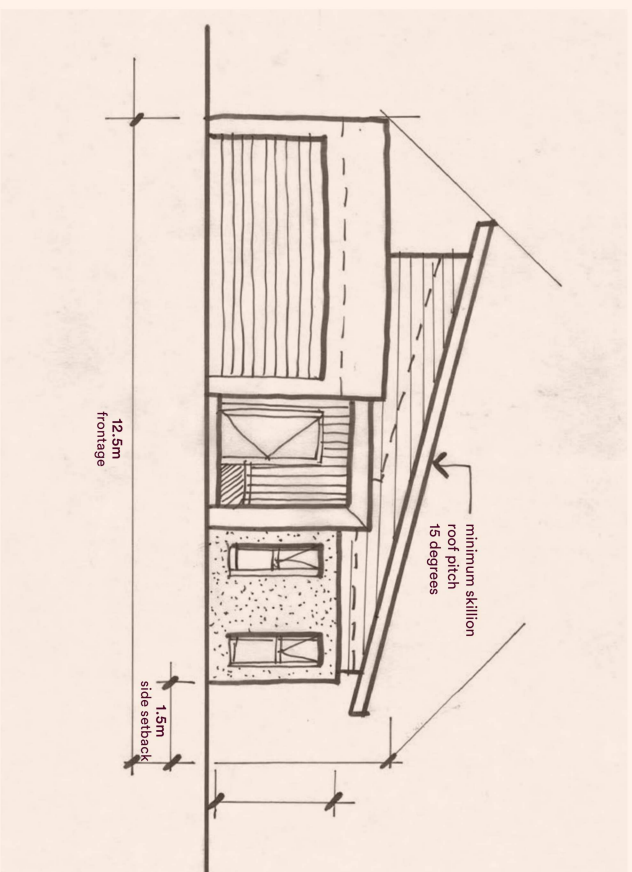 minimum skillion
roof pitch
15 degrees
12.5m
frontage
1.5m
side setback